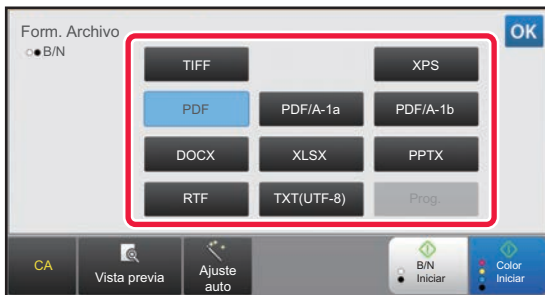 Form. Archivo
B/N
OK
TIFF
XPS
PDF
PDF/A-1a
PDF/A-1b
DOCX
XLSX
PPTX
RTF
TXT(UTF-8)
Prog.
CA
Vista previa
Ajuste
auto
B/N
Iniciar
Color
Iniciar